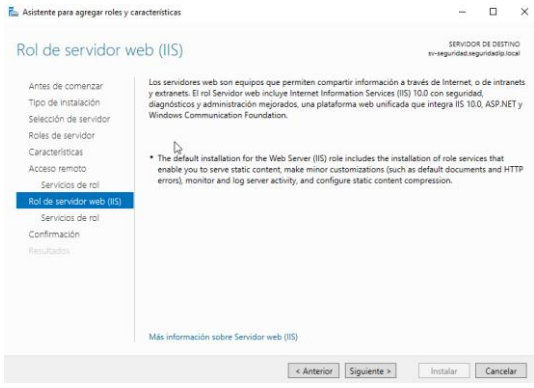 Asistente para agregar roles y características
Rol de servidor web (IIS)
SERVIDOR DE DESTINO
sv-seguridad.seguridadip.local
Antes de comenzar
Tipo de instalación
Selección de servidor
Roles de servidor
Características
Acceso remoto
Servicios de rol
Rol de servidor web (IIS)
Servicios de rol
Confirmación
Resultados
Los servidores web son equipos que permiten compartir información a través de Internet, o de intranets
y extranets. El rol Servidor web incluye Internet Information Services (IIS) 10.0 con seguridad,
diagnósticos y administración mejorados, una plataforma web unificada que integra IIS 10.0, ASP.NET y
Windows Communication Foundation.
• The default installation for the Web Server (IIS) role includes the installation of role services that
enable you to serve static content, make minor customizations (such as default documents and HTTP
errors), monitor and log server activity, and configure static content compression.
Más información sobre Servidor web (IIS)
< Anterior
Siguiente >
Instalar
Cancelar